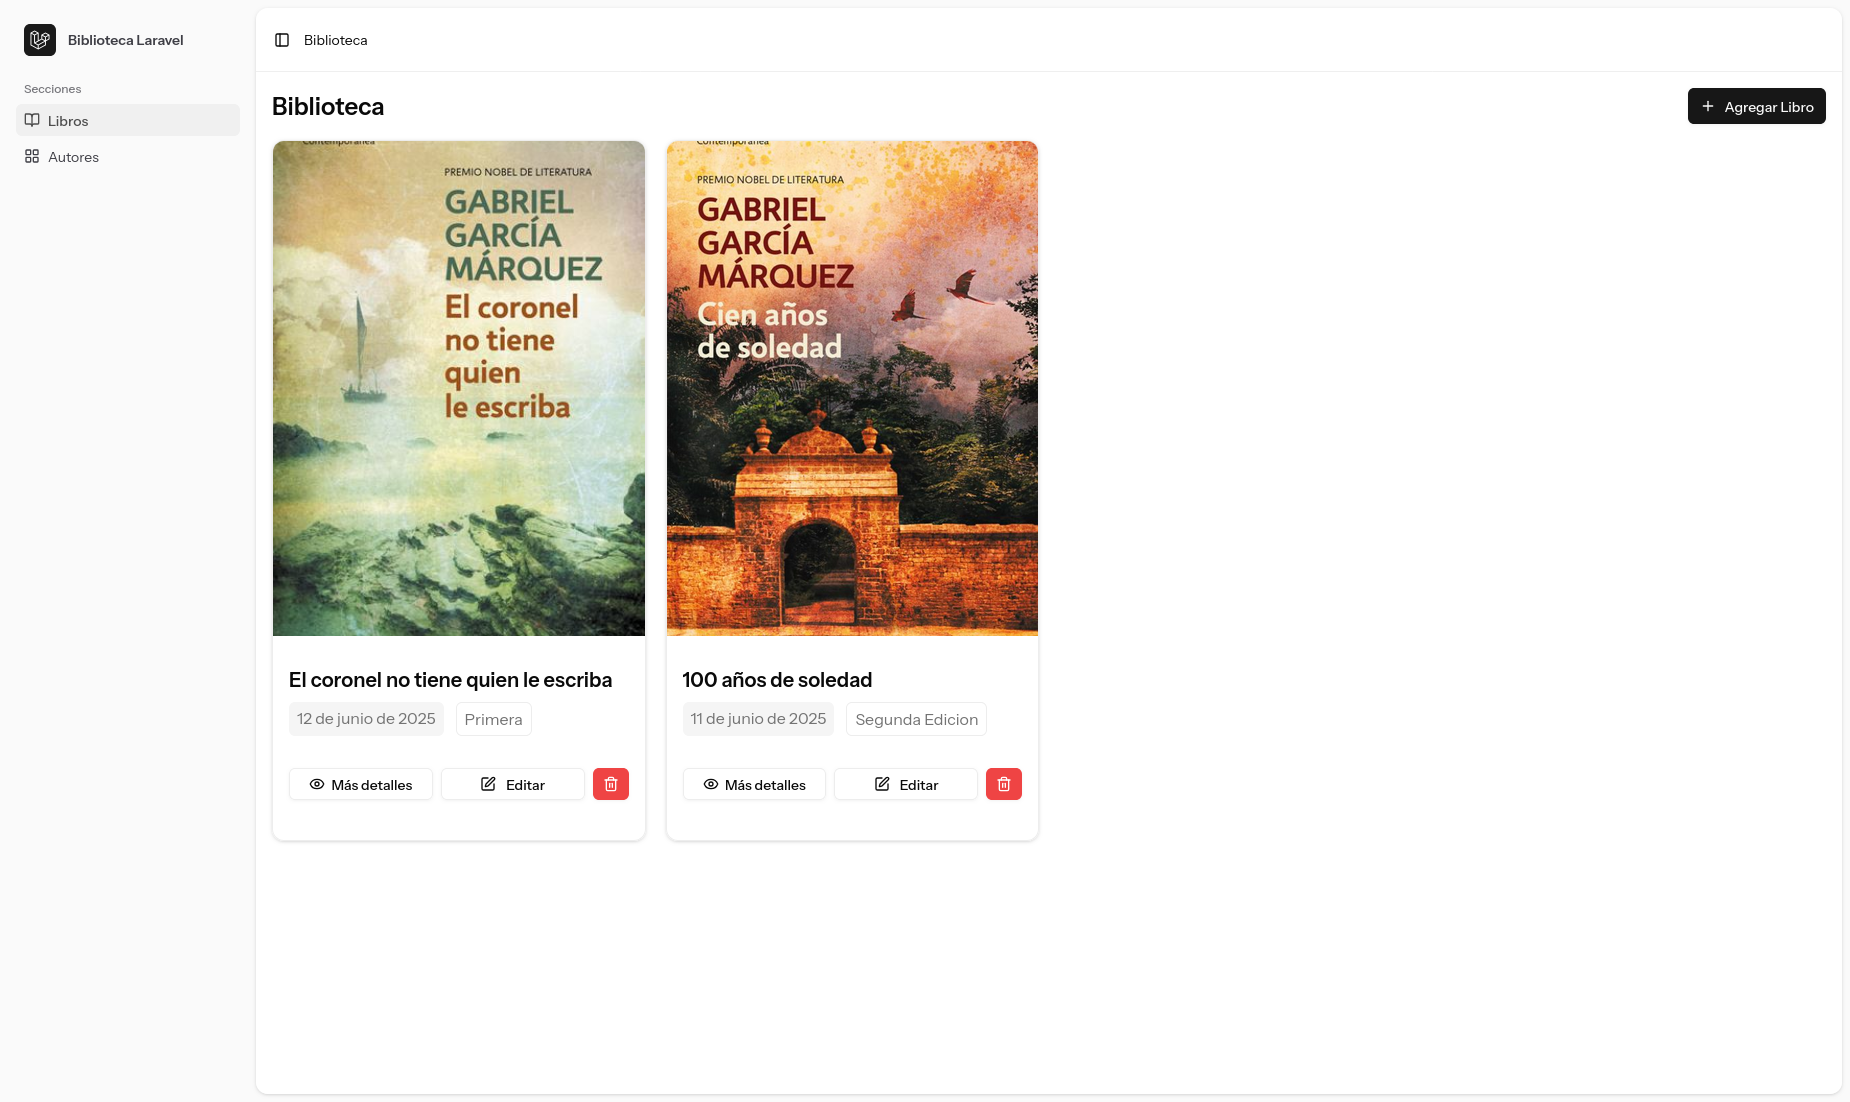 Biblioteca Laravel
Biblioteca
Secciones
Libros
Autores
Biblioteca
Agregar Libro
Contemporánea
PREMIO NOBEL DE LITERATURA
GABRIEL
GARCÍA
MÁRQUEZ
El coronel
no tiene
quien
le escriba
El coronel no tiene quien le escriba
12 de junio de 2025
Primera
Más detalles
Editar
Contemporánea
PREMIO NOBEL DE LITERATURA
GABRIEL
GARCÍA
MÁRQUEZ
Cien años
de soledad
100 años de soledad
11 de junio de 2025
Segunda Edicion
Más detalles
Editar